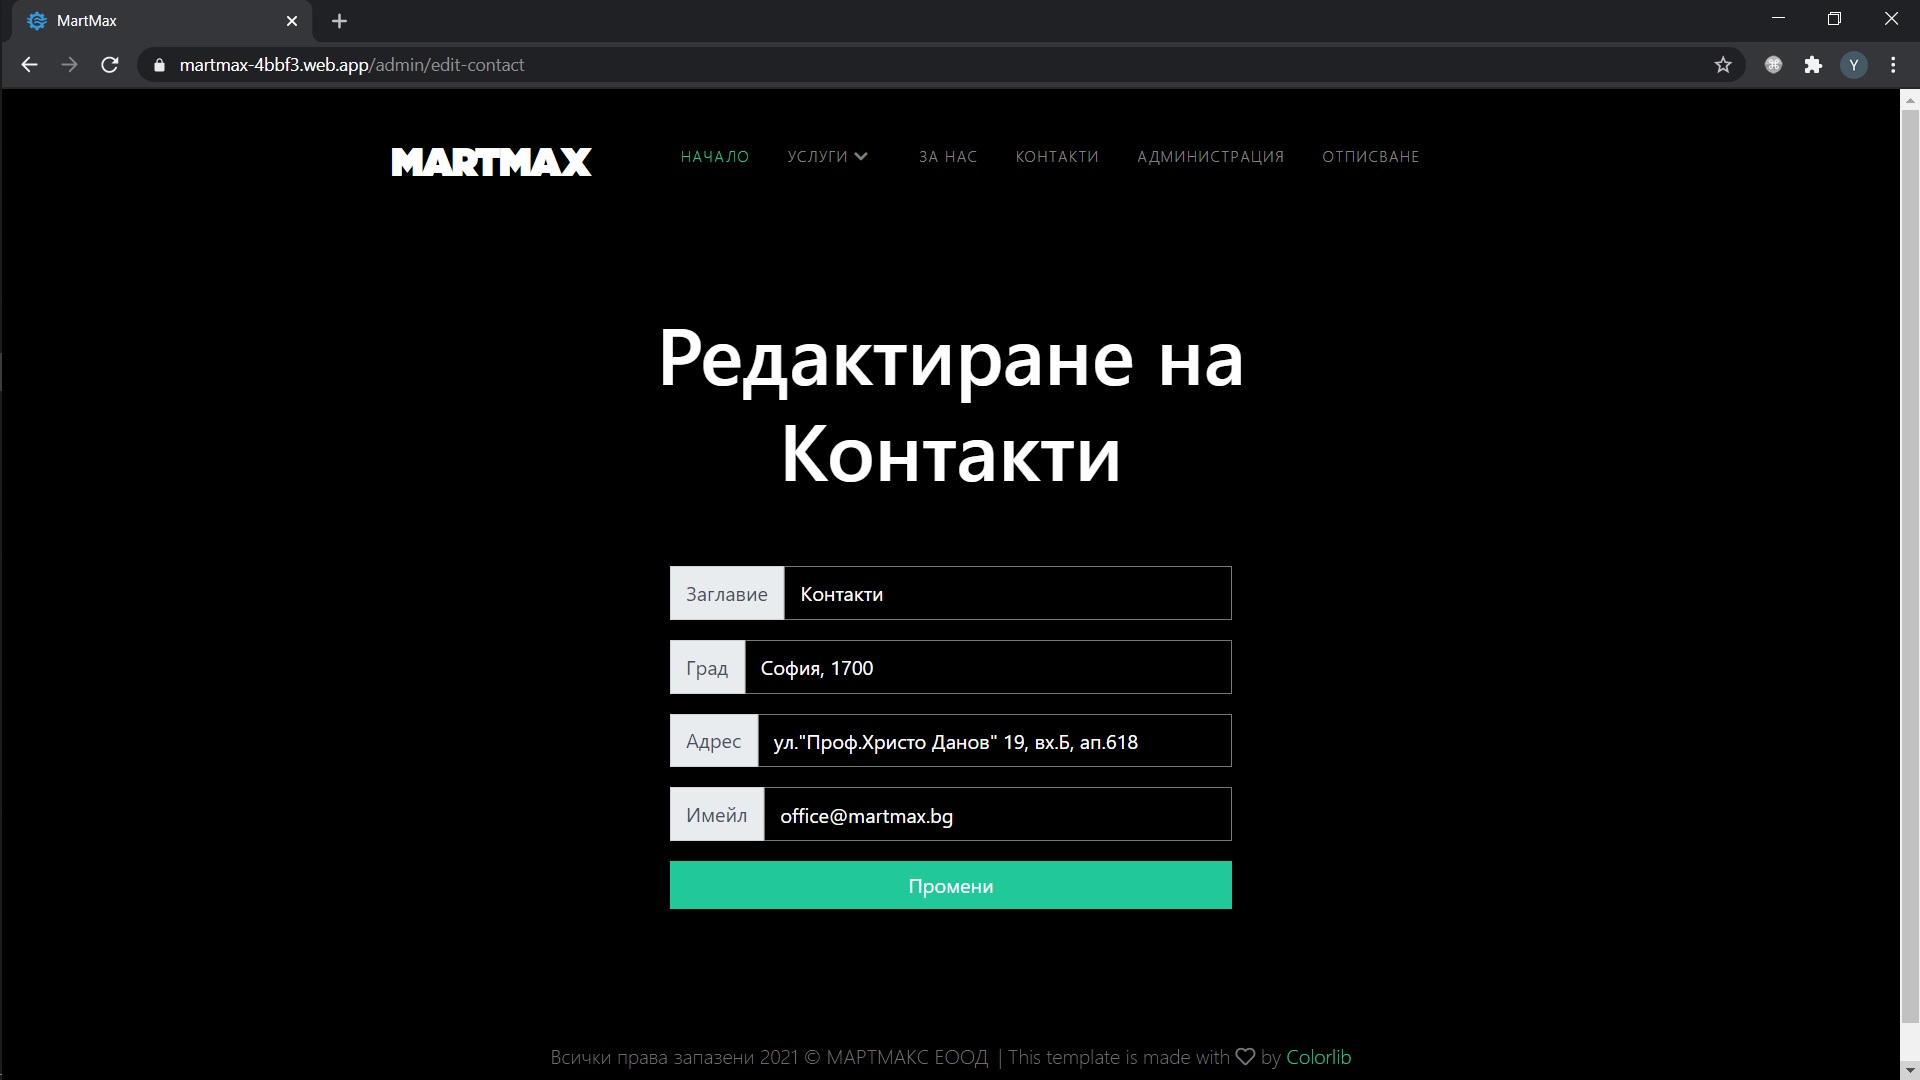 MartMax
martmax-4bbf3.web.app/admin/edit-contact
Y
MARTMAX
НАЧАЛО УСЛУГИ ЗА НАС КОНТАКТИ АДМИНИСТРАЦИЯ ОТПИСВАНЕ
Редактиране на
Контакти
Заглавие Контакти
Град София, 1700
Адрес ул."Проф.Христо Данов" 19, вх.Б, ап.618
Имейл office@martmax.bg
Промени
Всички права запазени 2021 © МАРТМАКС ЕООД | This template is made with ♡ by Colorlib